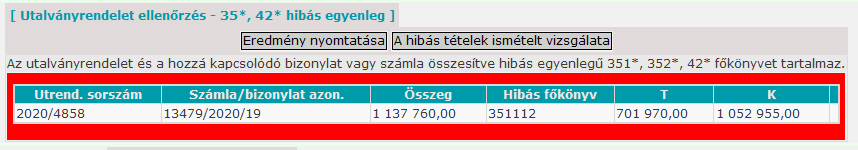 [ Utalványrendelet ellenőrzés - 35*, 42* hibás egyenleg ]
Eredmény nyomtatása A hibás tételek ismételt vizsgálata
Az utalványrendelet és a hozzá kapcsolódó bizonylat vagy számla összesítve hibás egyenlegű 351*, 352*, 42* főkönyvet tartalmaz.
Utrend. sorszám Számla/bizonylat azon. Összeg Hibás főkönyv T K
2020/4858 13479/2020/19 1 137 760,00 351112 701 970,00 1 052 955,00